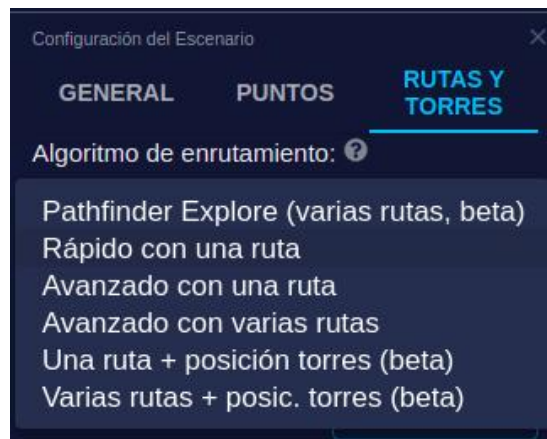 Configuración del Escenario
GENERAL PUNTOS RUTAS Y
TORRES
Algoritmo de enrutamiento:
Pathfinder Explore (varias rutas, beta)
Rápido con una ruta
Avanzado con una ruta
Avanzado con varias rutas
Una ruta + posición torres (beta)
Varias rutas + posic. torres (beta)